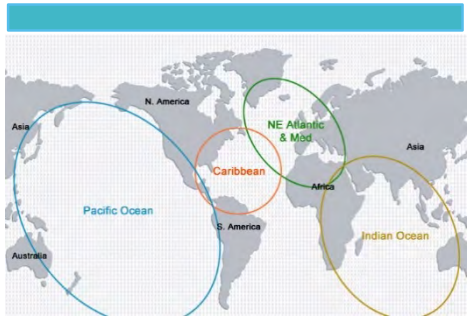 N. America
NE Atlantic
& Med
Asia
Asia
Caribbean
Africa
Pacific Ocean
S. America
Indian Ocean
Australia